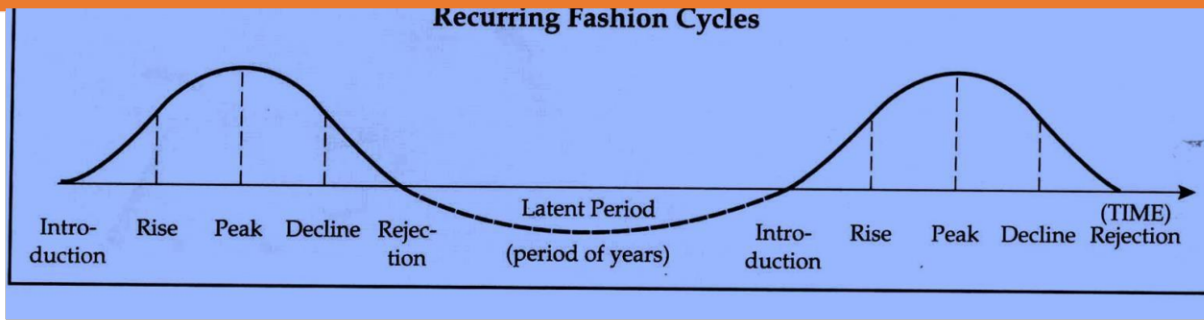 Recurring Fashion Cycles
Latent Period
(period of years)
Intro-
duction
Rise
Peak
Decline
Rejec-
tion
Intro-
duction
Rise
Peak
Decline
(TIME)
Rejection